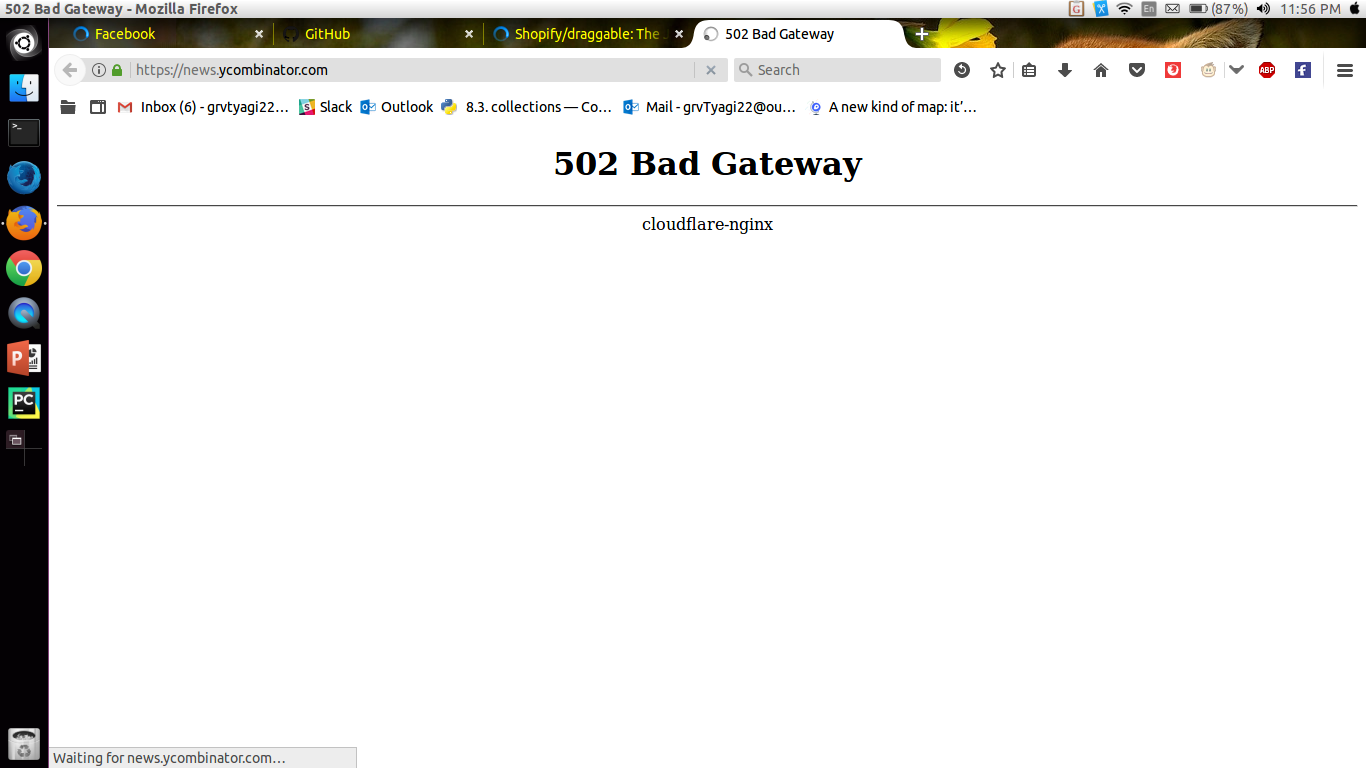 502 Bad Gateway - Mozilla Firefox
En
(87%)
11:56 PM
Facebook
GitHub
Shopify/draggable: The
502 Bad Gateway
https://news.ycombinator.com
Search
ABP
Inbox (6) - grvtyagi22…
Slack
Outlook
8.3. collections — Co…
Mail - grvTyagi22@ou…
A new kind of map: it’…
502 Bad Gateway
cloudflare-nginx
PC
Waiting for news.ycombinator.com…